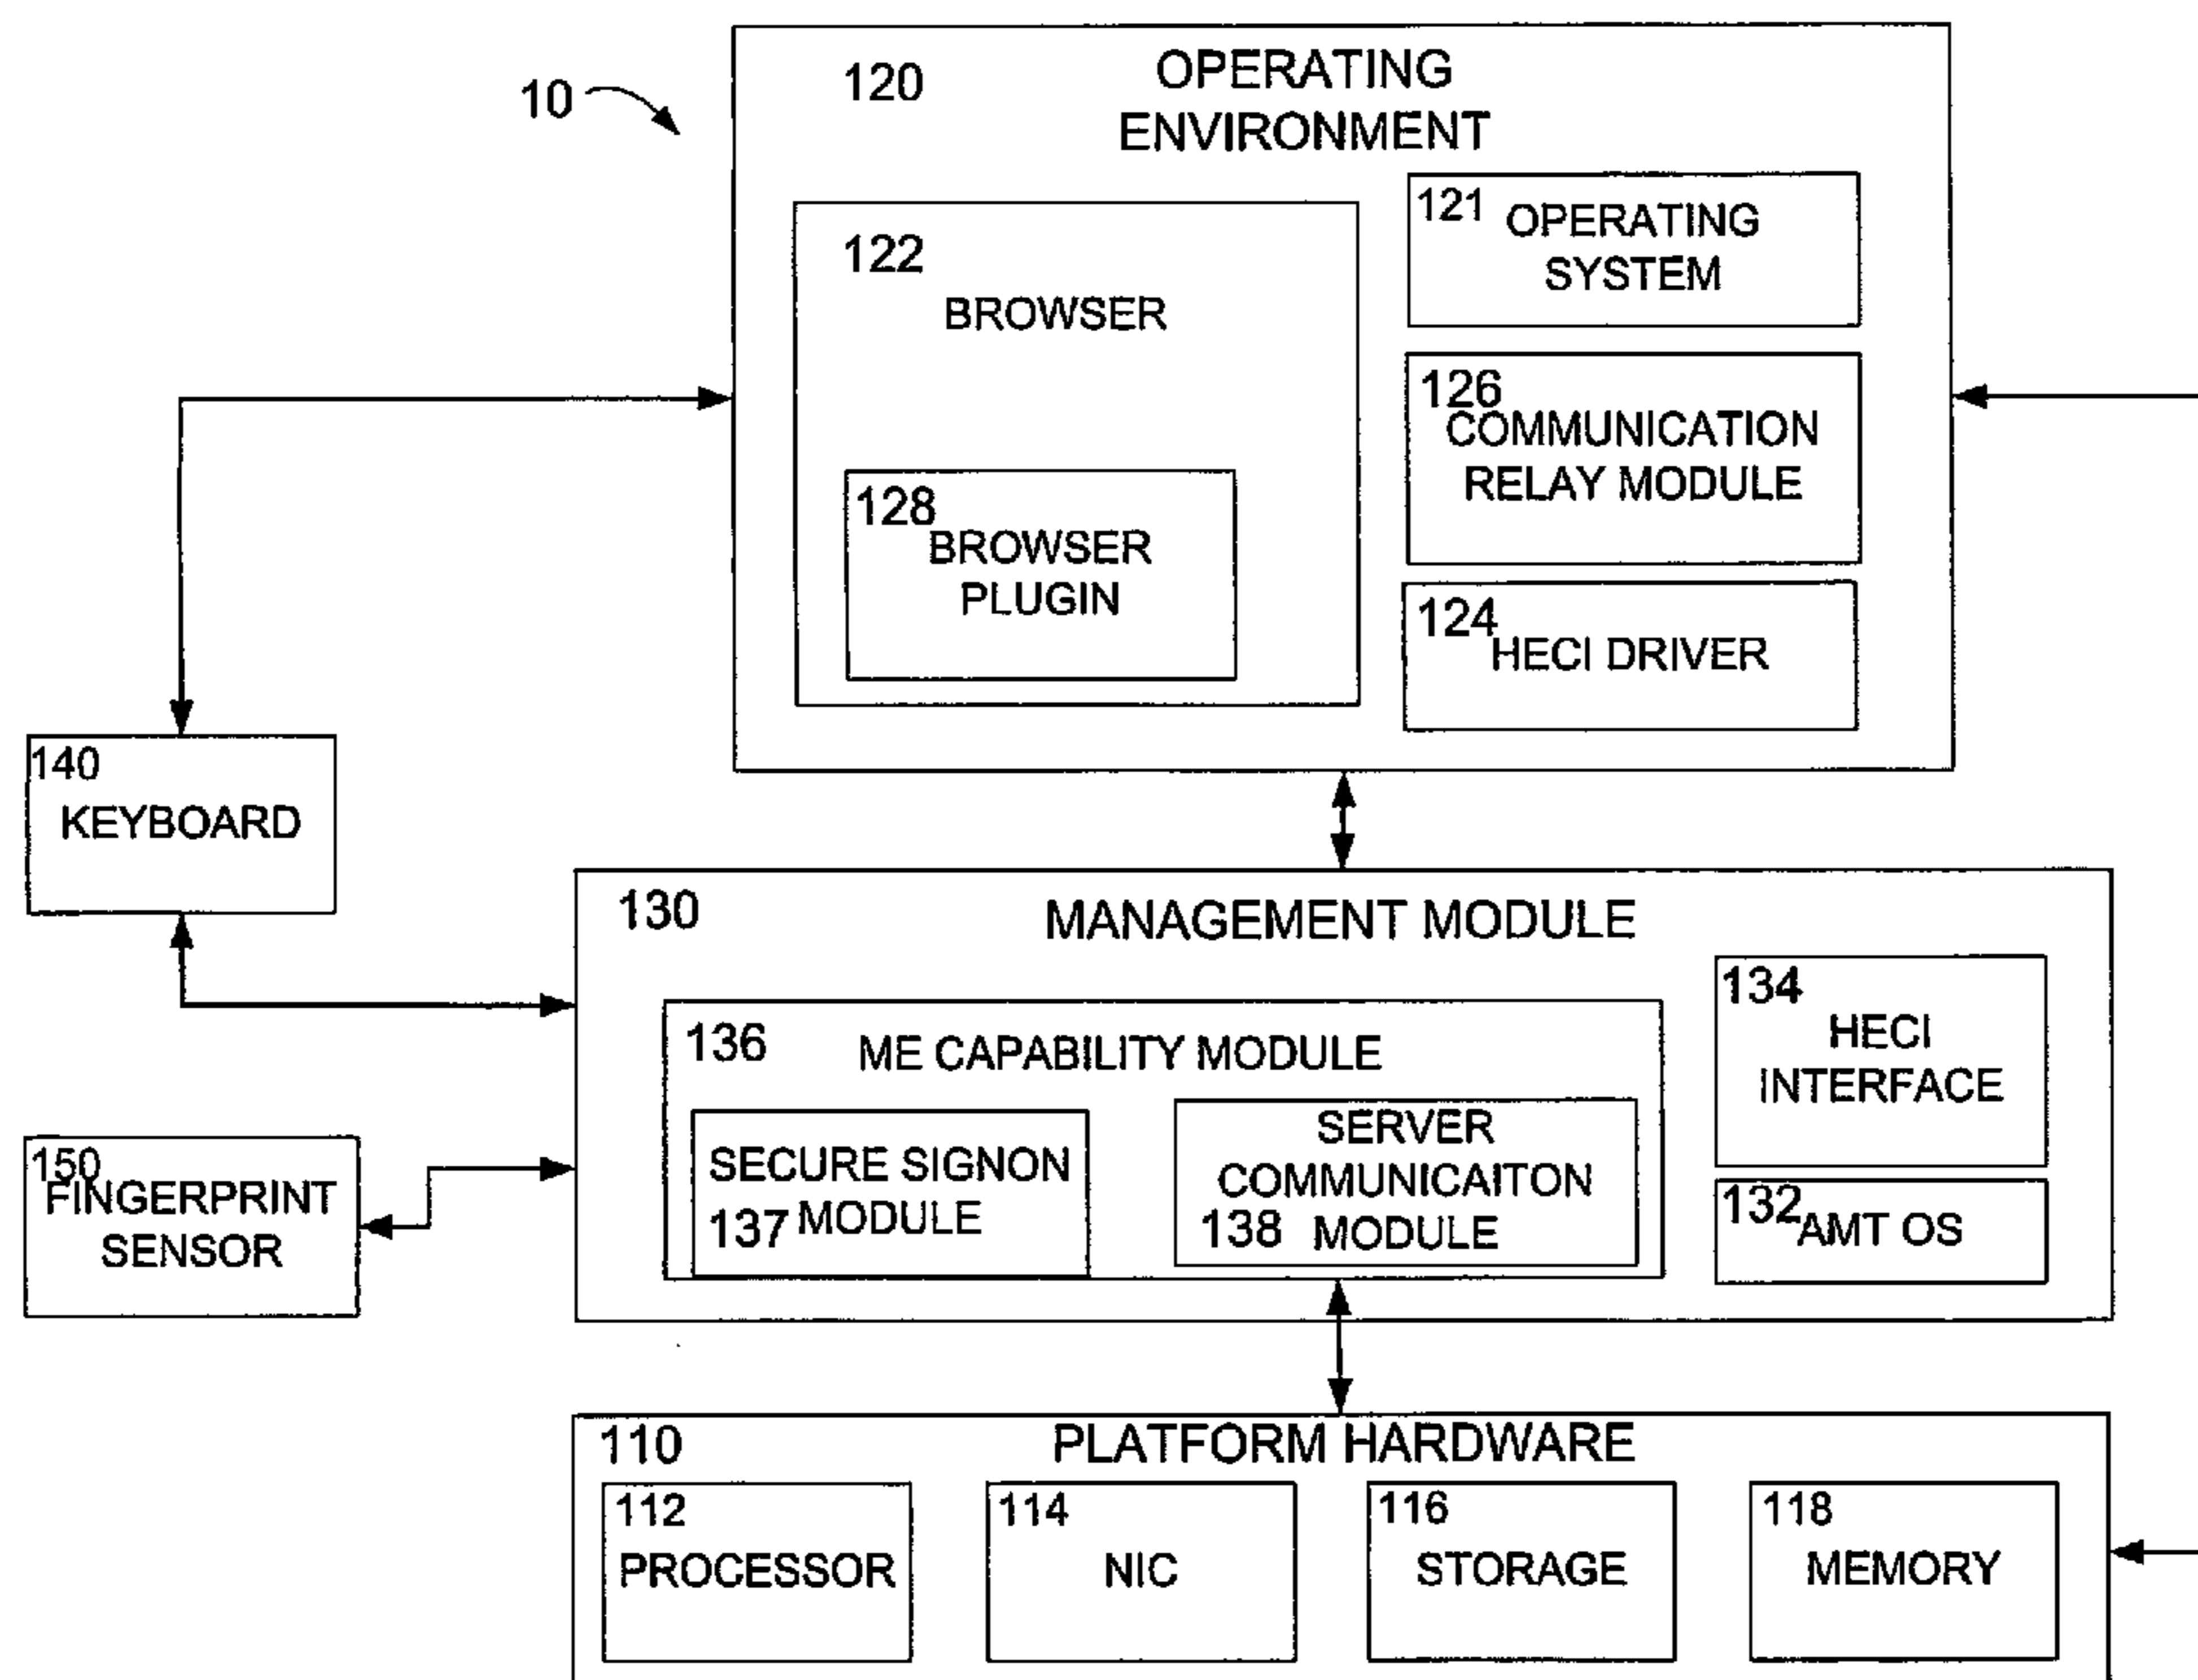 10
120 OPERATING
ENVIRONMENT
122
BROWSER
128
BROWSER
PLUGIN
121 OPERATING
SYSTEM
126
COMMUNICATION
RELAY MODULE
124
HECI DRIVER
140
KEYBOARD
130 MANAGEMENT MODULE
136 ME CAPABILITY MODULE
SECURE SIGNON
137 MODULE
SERVER
COMMUNICAITON
138 MODULE
134
HECI
INTERFACE
132 AMT OS
150
FINGERPRINT
SENSOR
110 PLATFORM HARDWARE
112
PROCESSOR
114
NIC
116
STORAGE
118
MEMORY